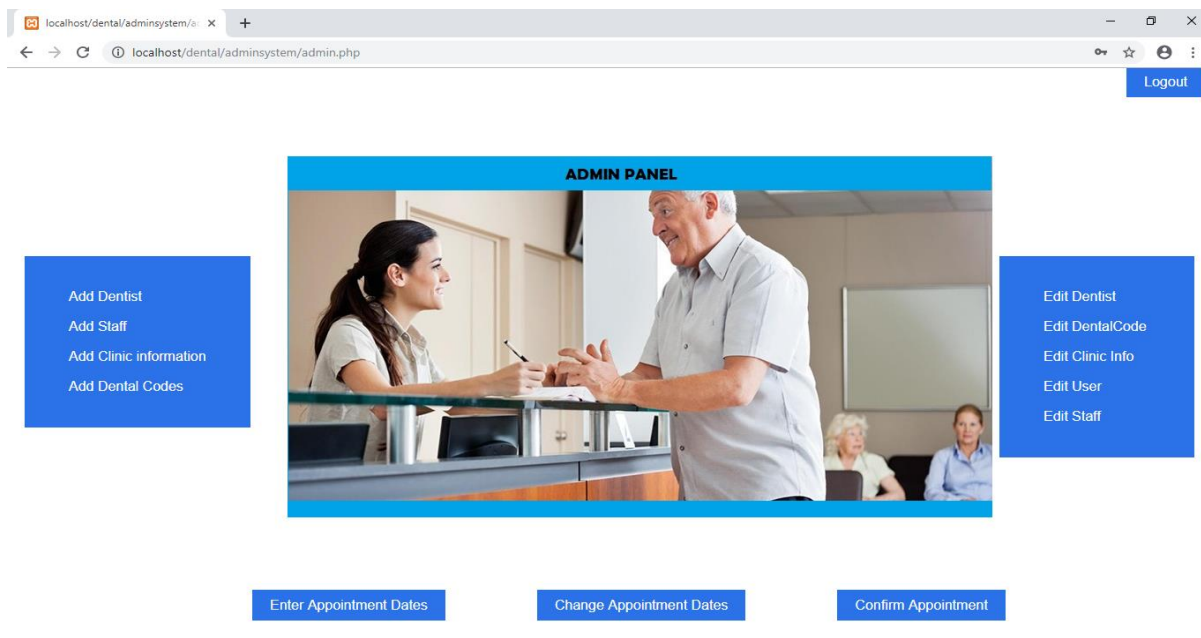 localhost/dental/adminsystem/a
localhost/dental/adminsystem/admin.php
Logout
ADMIN PANEL
Add Dentist
Add Staff
Add Clinic information
Add Dental Codes
Edit Dentist
Edit DentalCode
Edit Clinic Info
Edit User
Edit Staff
Enter Appointment Dates
Change Appointment Dates
Confirm Appointment